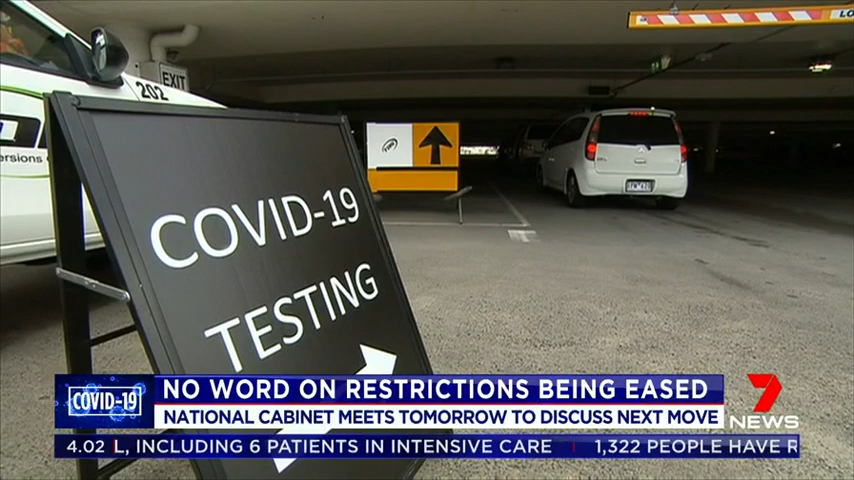 EXIT
202
ersions
COVID-19
TESTING
COVID-19
NO WORD ON RESTRICTIONS BEING EASED
NATIONAL CABINET MEETS TOMORROW TO DISCUSS NEXT MOVE
7
NEWS
4.02 L, INCLUDING 6 PATIENTS IN INTENSIVE CARE 1,322 PEOPLE HAVE R